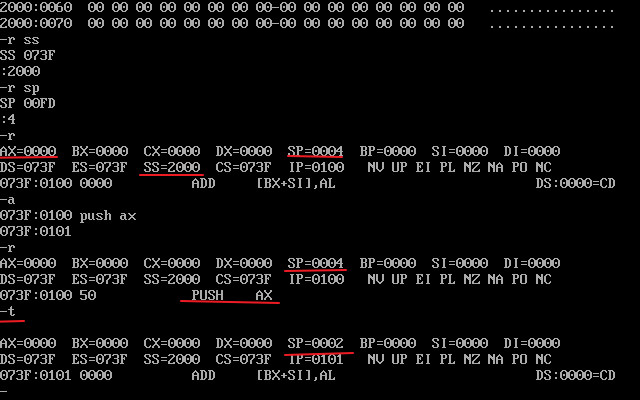 2000:0060  00 00 00 00 00 00 00 00-00 00 00 00 00 00 00 00   ................
2000:0070  00 00 00 00 00 00 00 00-00 00 00 00 00 00 00 00   ................
-r ss
SS 073F
:2000
-r sp
SP 00FD
:4
-r
AX=0000  BX=0000  CX=0000  DX=0000  SP=0004  BP=0000  SI=0000  DI=0000
DS=073F  ES=073F  SS=2000  CS=073F  IP=0100   NV UP EI PL NZ NA PO NC
073F:0100 0000          ADD     [BX+SI],AL                         DS:0000=CD
-a
073F:0100 push ax
073F:0101
-r
AX=0000  BX=0000  CX=0000  DX=0000  SP=0004  BP=0000  SI=0000  DI=0000
DS=073F  ES=073F  SS=2000  CS=073F  IP=0100   NV UP EI PL NZ NA PO NC
073F:0100 50            PUSH    AX
-t
AX=0000  BX=0000  CX=0000  DX=0000  SP=0002  BP=0000  SI=0000  DI=0000
DS=073F  ES=073F  SS=2000  CS=073F  IP=0101   NV UP EI PL NZ NA PO NC
073F:0101 0000          ADD     [BX+SI],AL                         DS:0000=CD
-